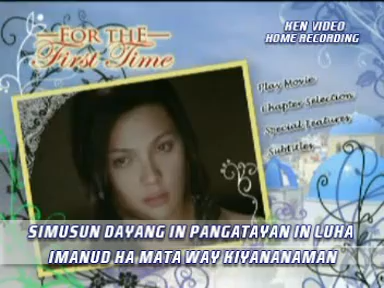 FOR THE
First Time
KEN VIDEO
HOME RECORDING
Play Movie
Chapter Selection
Special Features
Subtitles
SIMUSUN DAYANG IN PANGATAYAN IN LUHA
IMANUD HA MATA WAY KIYANANAMAN